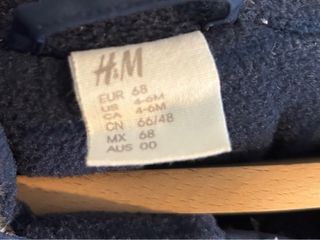 H&M
EUR 68
US 4-6M
CA 4-6M
CN 66/48
MX 68
AUS 00